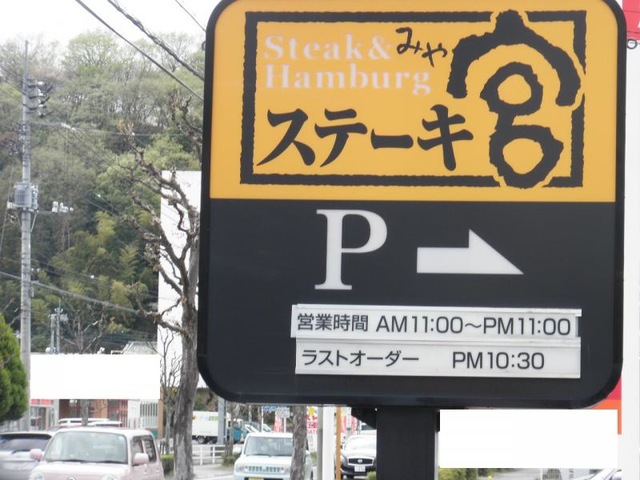 Steak&
Hamburg
みや
宮
ステーキ
P
営業時間 AM11:00～PM11:00
ラストオーダー PM10:30